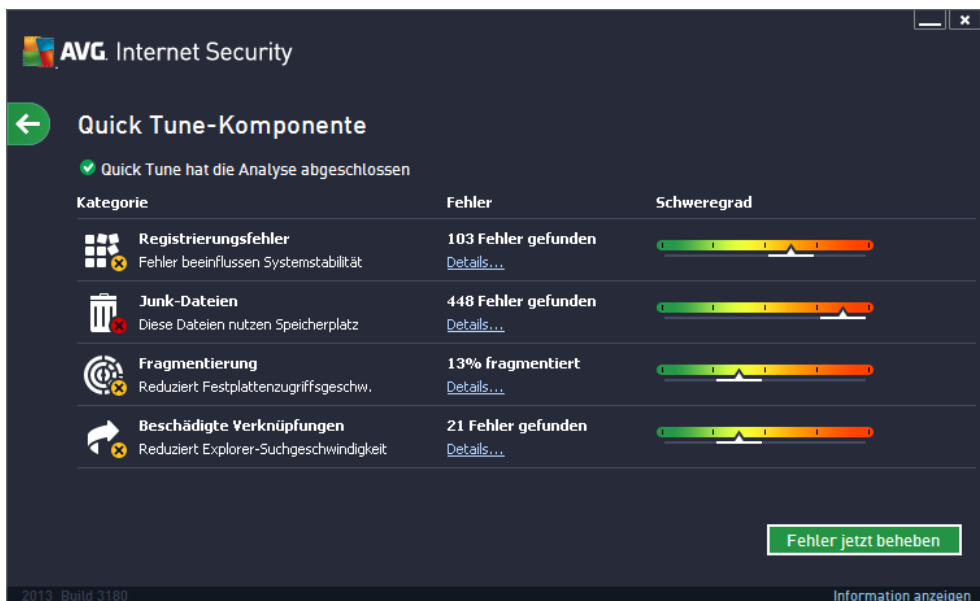 AVG. Internet Security
Quick Tune-Komponente
Quick Tune hat die Analyse abgeschlossen
Kategorie Fehler Schweregrad
Registrierungsfehler 103 Fehler gefunden
Fehler beeinflussen Systemstabilität Details...
Junk-Dateien 448 Fehler gefunden
Diese Dateien nutzen Speicherplatz Details...
Fragmentierung 13% fragmentiert
Reduziert Festplattenzugriffsgeschw. Details...
Beschädigte Verknüpfungen 21 Fehler gefunden
Reduziert Explorer-Suchgeschwindigkeit Details...
Fehler jetzt beheben
2013 Build 3180 Information anzeigen